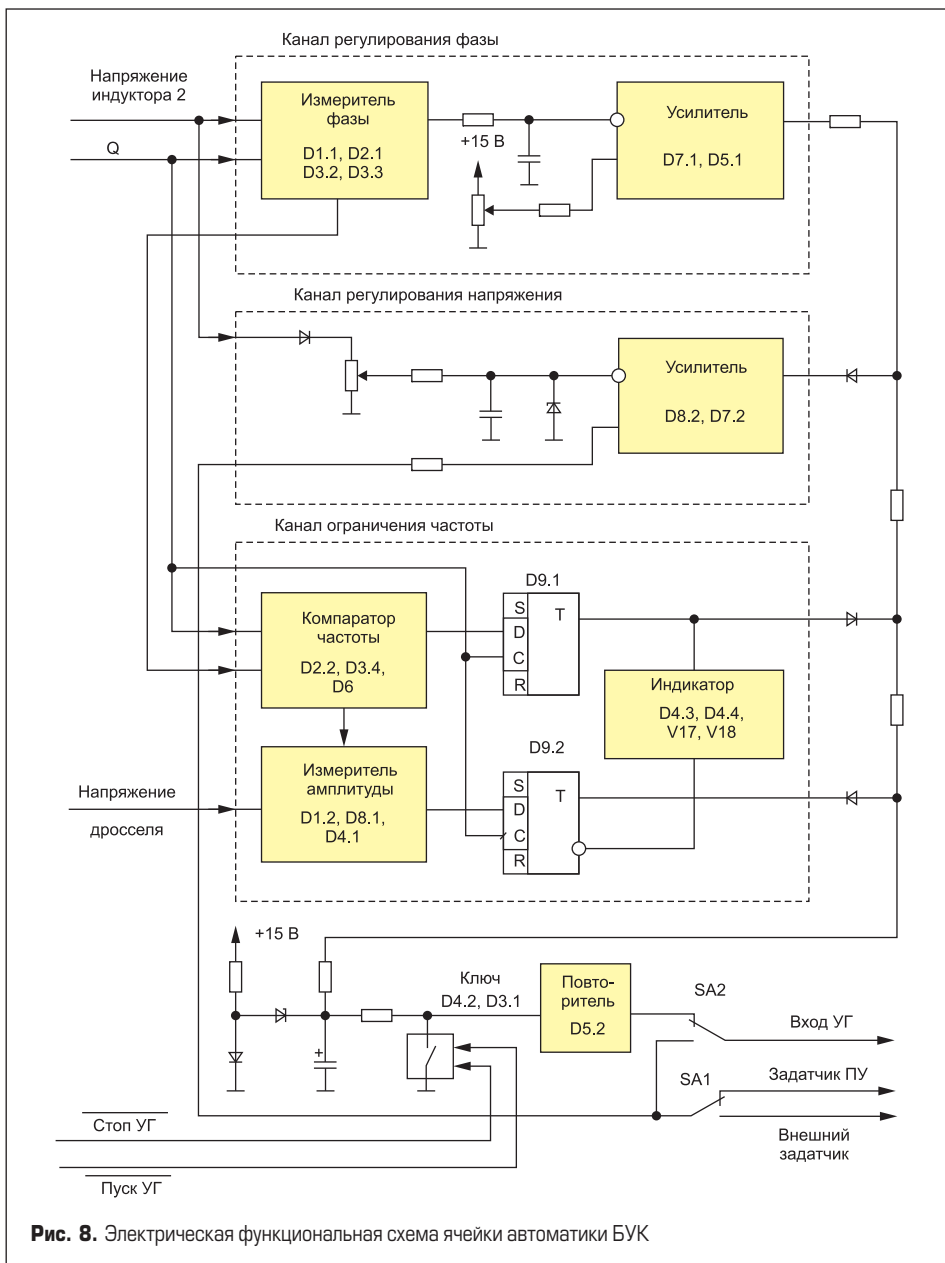 Канал регулирования фазы
Напряжение
индуктора 2
Q
Измеритель
фазы
D1.1, D2.1
D3.2, D3.3
+15 В
Усилитель
D7.1, D5.1
Канал регулирования напряжения
Усилитель
D8.2, D7.2
Канал ограничения частоты
Компаратор
частоты
D2.2, D3.4,
D6
D9.1
S
D
C
R
T
Индикатор
D4.3, D4.4,
V17, V18
Напряжение
дросселя
Измеритель
амплитуды
D1.2, D8.1,
D4.1
D9.2
S
D
C
R
T
+15 В
+
Ключ
D4.2, D3.1
Повто-
ритель
D5.2
SA2
Вход УГ
SA1
Задатчик ПУ
Внешний
задатчик
Стоп УГ
Пуск УГ
Рис. 8. Электрическая функциональная схема ячейки автоматики БУК